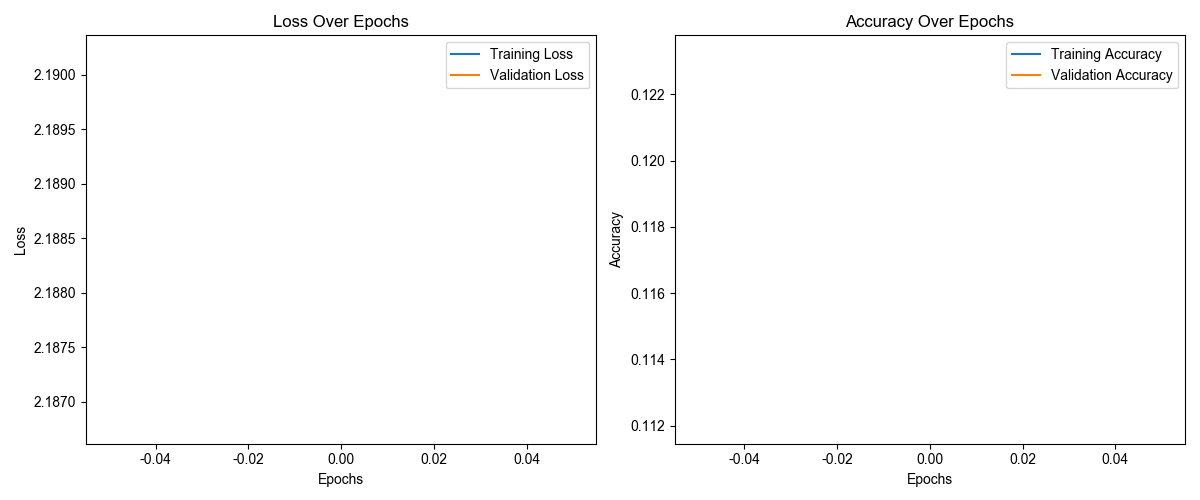 Loss Over Epochs
Training Loss
Validation Loss
2.1900
2.1895
2.1890
2.1885
2.1880
2.1875
2.1870
Loss
-0.04
-0.02
0.00
0.02
0.04
Epochs
Accuracy Over Epochs
Training Accuracy
Validation Accuracy
0.122
0.120
0.118
0.116
0.114
0.112
Accuracy
-0.04
-0.02
0.00
0.02
0.04
Epochs